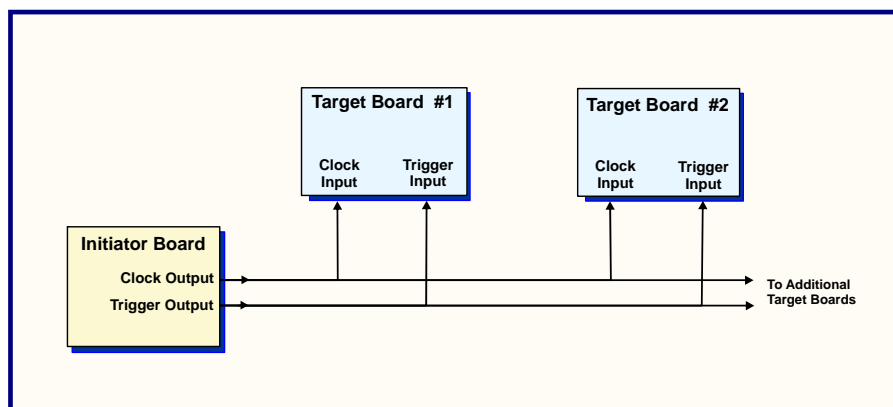 Target Board  #1
Clock
Input
Trigger
Input
Target Board  #2
Clock
Input
Trigger
Input
Initiator Board
Clock Output
Trigger Output
To Additional
Target Boards